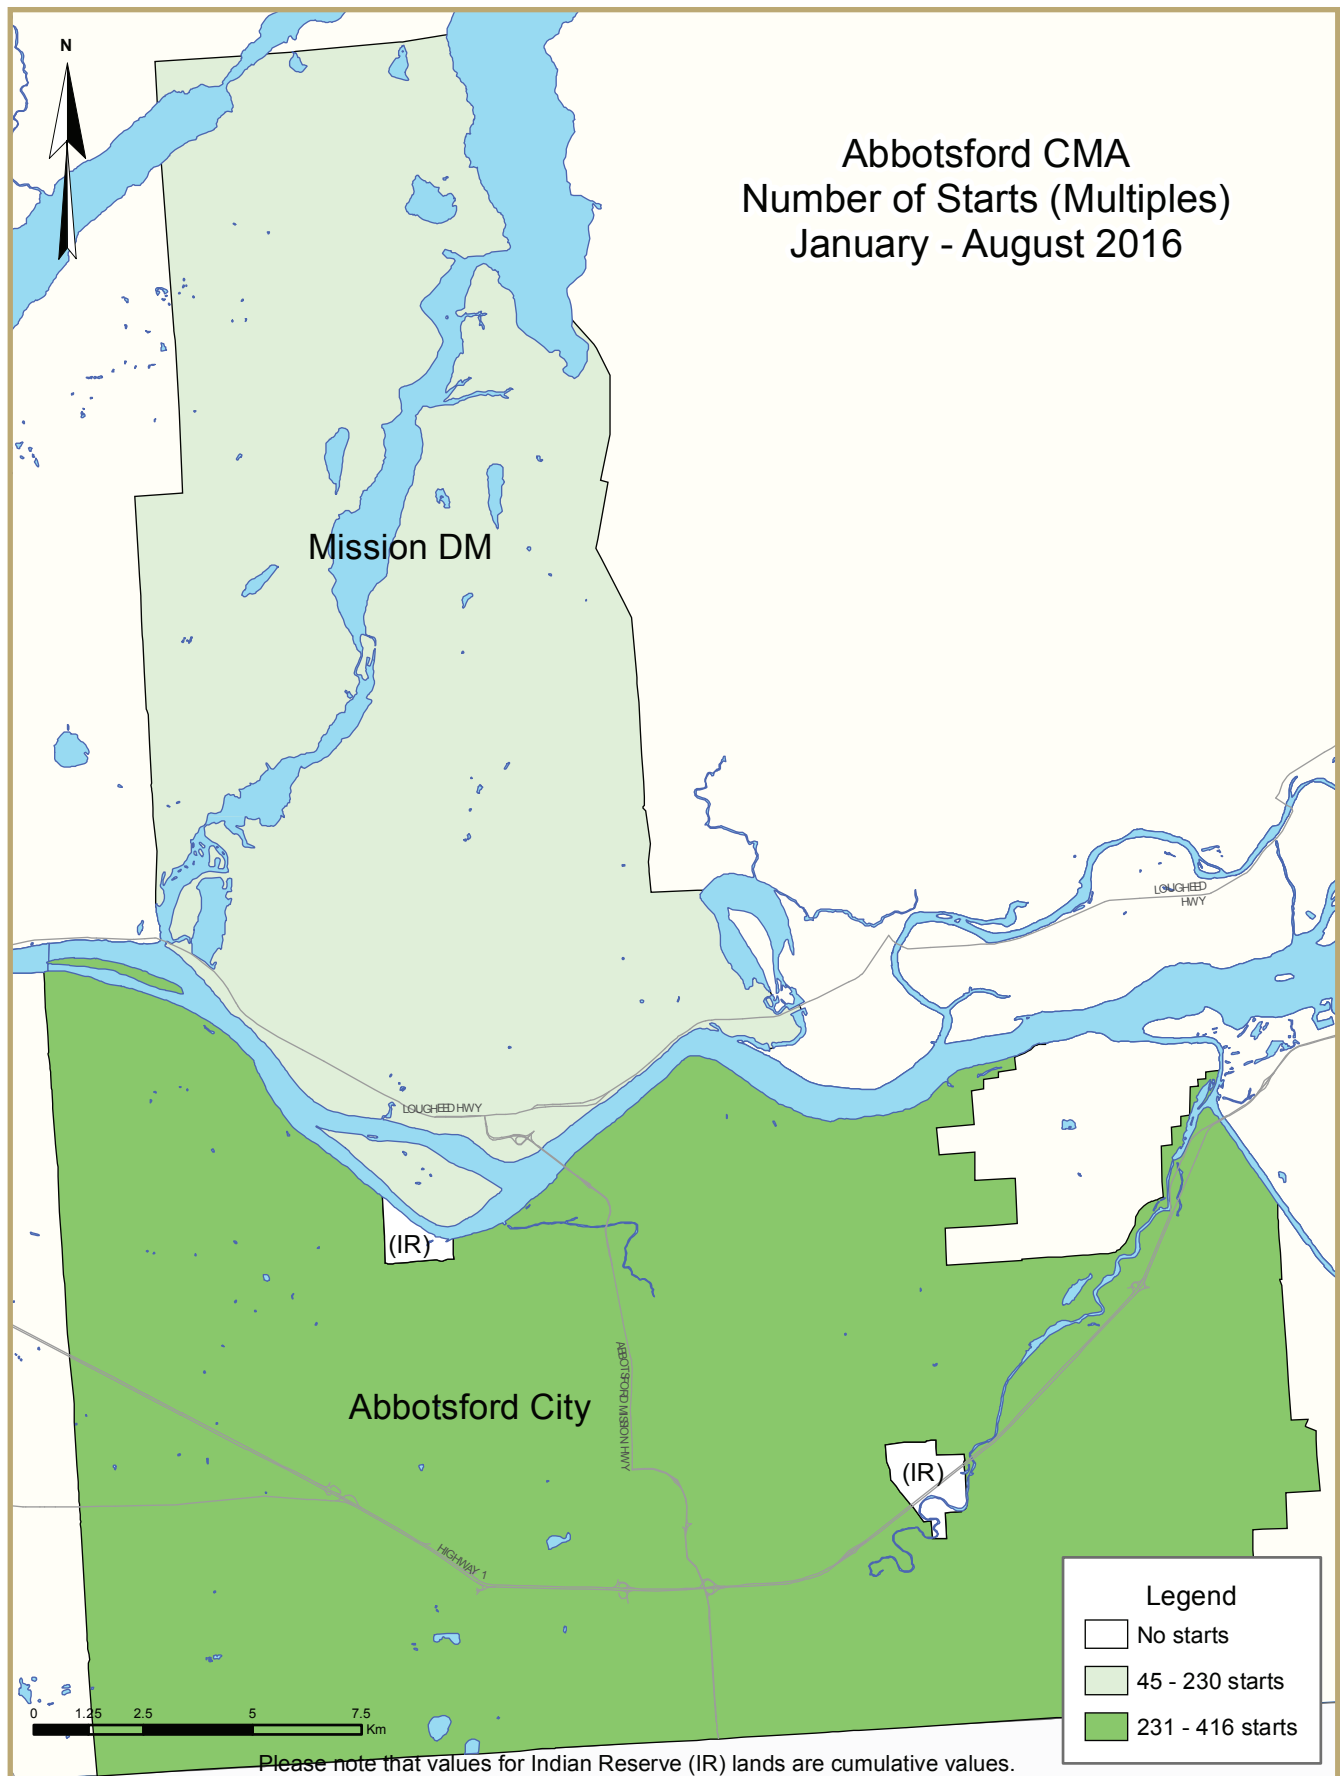 N
Abbotsford CMA
Number of Starts (Multiples)
January - August 2016
Mission DM
LOUGHEED
HWY
LOUGHEED HWY
(IR)
ABBOTSFORD MISSION HWY
Abbotsford City
(IR)
HIGHWAY 1
Legend
No starts
45 - 230 starts
231 - 416 starts
0 1.25 2.5 5 7.5
Km
Please note that values for Indian Reserve (IR) lands are cumulative values.